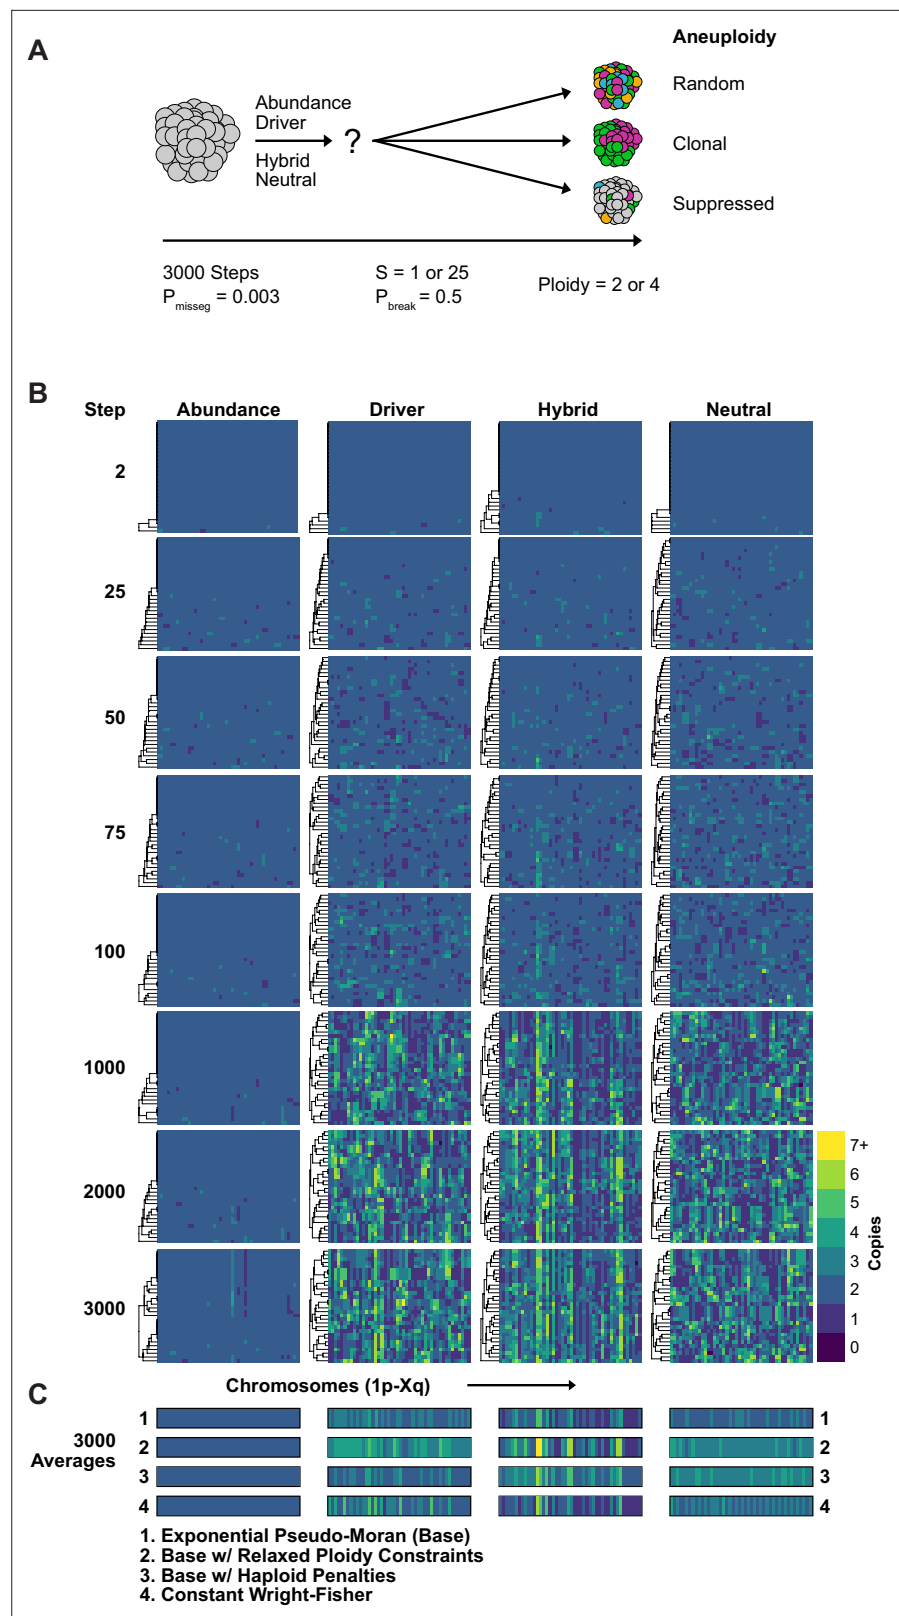 A
Aneuploidy
Abundance
Driver
Hybrid
Neutral
?
Random
Clonal
Suppressed
3000 Steps
P_misseg = 0.003
S = 1 or 25
P_break = 0.5
Ploidy = 2 or 4
B
Step Abundance Driver Hybrid Neutral
2
25
50
75
100
1000
2000
3000
7+
6
5
4
3
2
1
0
Copies
Chromosomes (1p-Xq)
C
3000
Averages
1 1
2 2
3 3
4 4
1. Exponential Pseudo-Moran (Base)
2. Base w/ Relaxed Ploidy Constraints
3. Base w/ Haploid Penalties
4. Constant Wright-Fisher